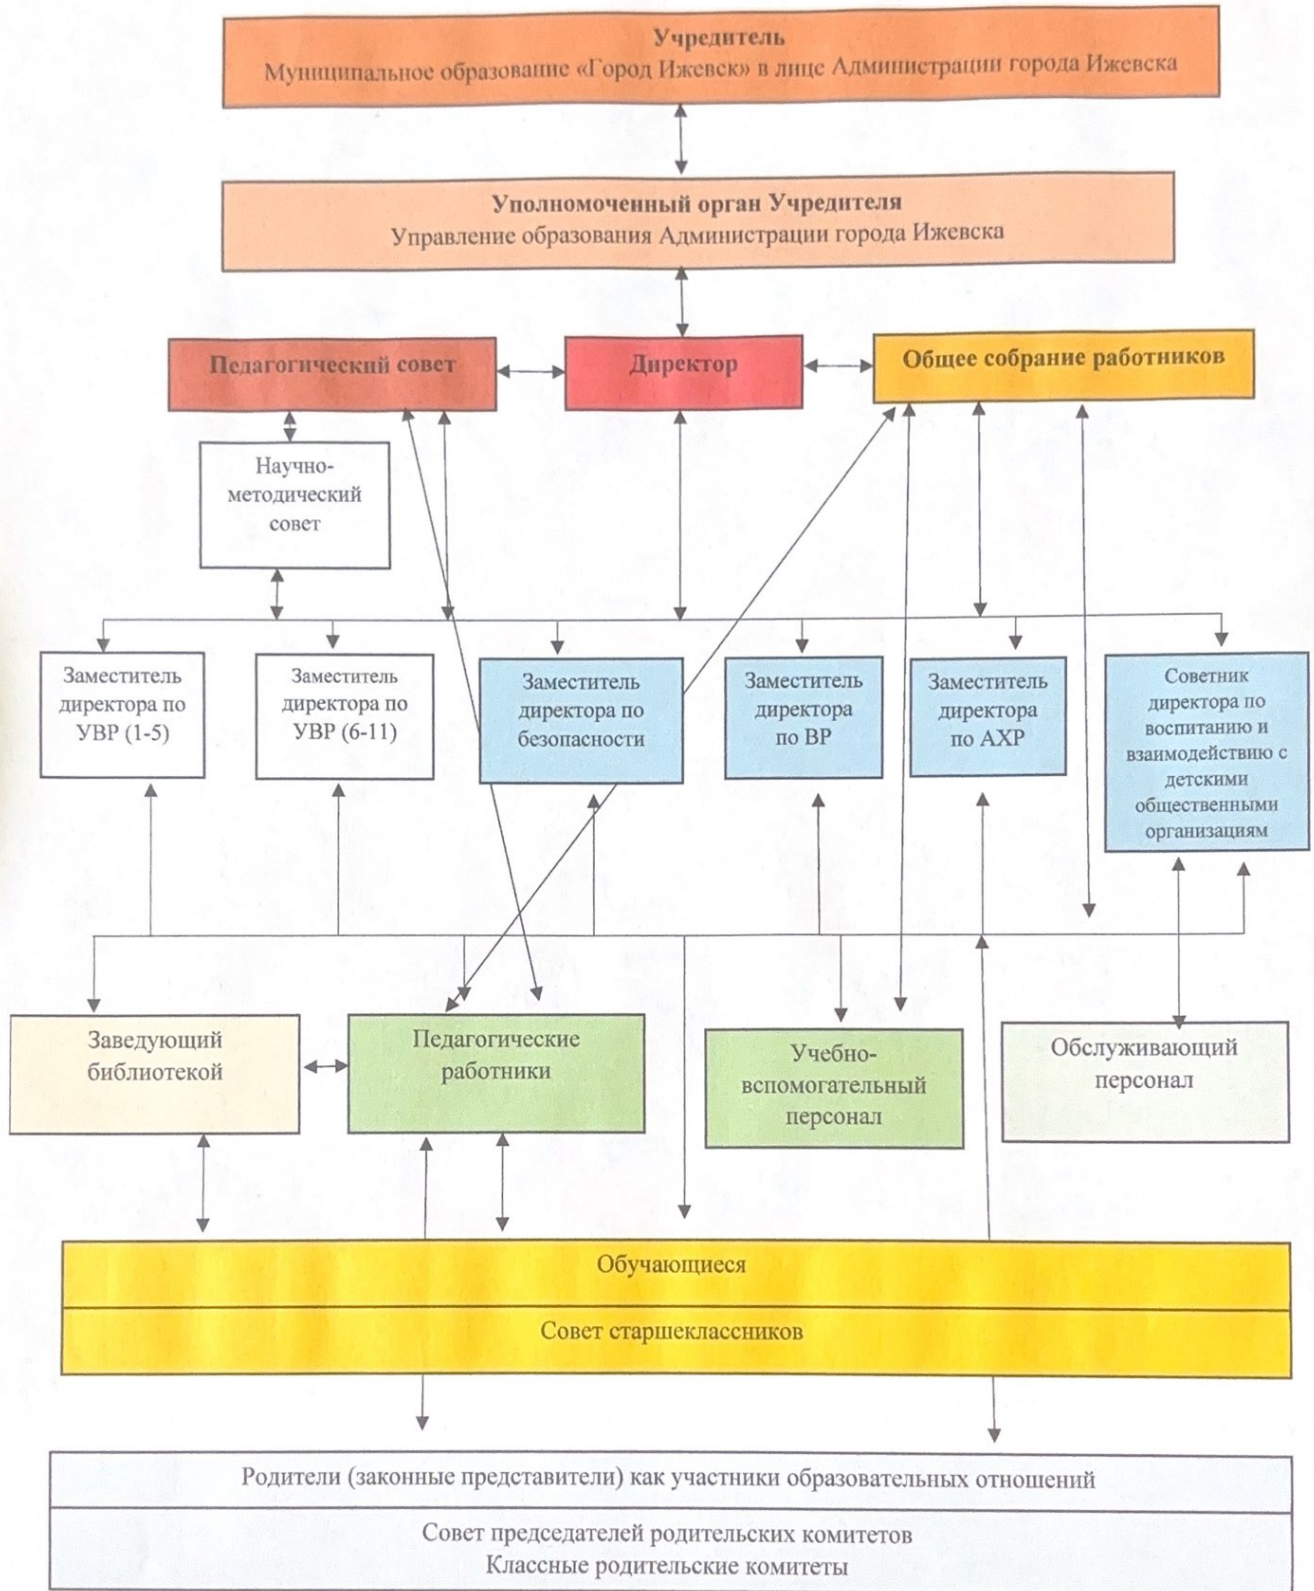 Учредитель
Муниципальное образование «Город Ижевск» в лице Администрации города Ижевска
Уполномоченный орган Учредителя
Управление образования Администрации города Ижевска
Педагогический совет
Директор
Общее собрание работников
Научно-
методический
совет
Заместитель
директора по
УВР (1-5)
Заместитель
директора по
УВР (6-11)
Заместитель
директора по
безопасности
Заместитель
директора
по ВР
Заместитель
директора
по АХР
Советник
директора по
воспитанию и
взаимодействию с
детскими
общественными
организациям
Заведующий
библиотекой
Педагогические
работники
Учебно-
вспомогательный
персонал
Обслуживающий
персонал
Обучающиеся
Совет старшеклассников
Родители (законные представители) как участники образовательных отношений
Совет председателей родительских комитетов
Классные родительские комитеты